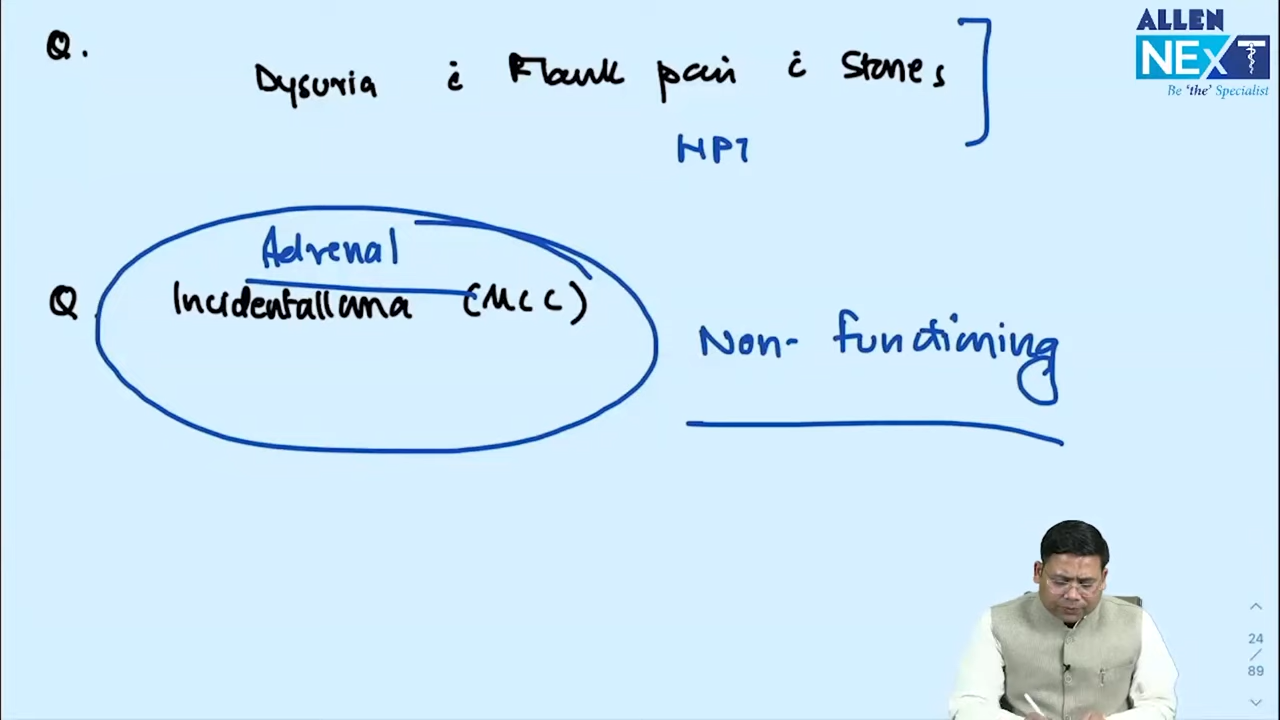 Q.
Dysuria c̄ Flank pain c̄ Stones
HPT
Adrenal
Q. Incidentalloma (MCC)
Non-functioning
ALLEN
NEXT
Be 'the' Specialist
24
/
89